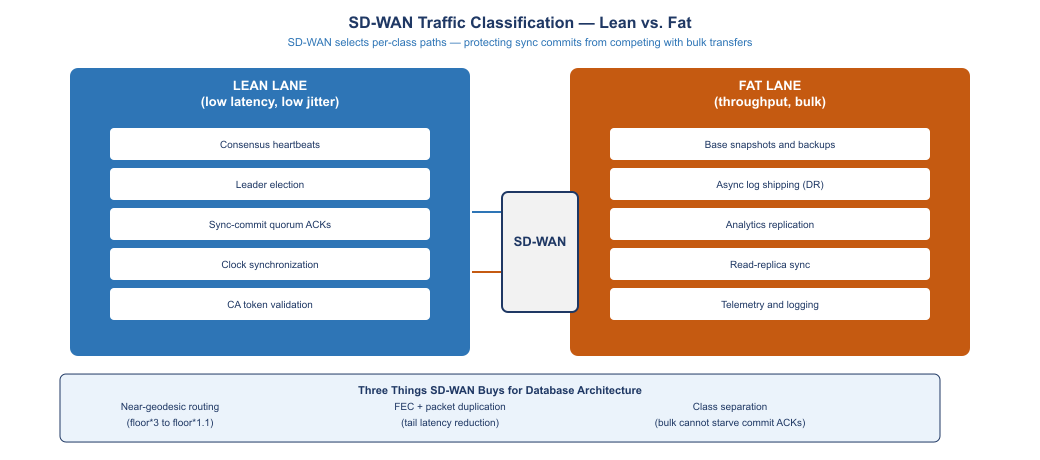 SD-WAN Traffic Classification — Lean vs. Fat
SD-WAN selects per-class paths — protecting sync commits from competing with bulk transfers
LEAN LANE
(low latency, low jitter)
Consensus heartbeats
Leader election
Sync-commit quorum ACKs
Clock synchronization
CA token validation
SD-WAN
FAT LANE
(throughput, bulk)
Base snapshots and backups
Async log shipping (DR)
Analytics replication
Read-replica sync
Telemetry and logging
Three Things SD-WAN Buys for Database Architecture
Near-geodesic routing
(floor*3 to floor*1.1)
FEC + packet duplication
(tail latency reduction)
Class separation
(bulk cannot starve commit ACKs)